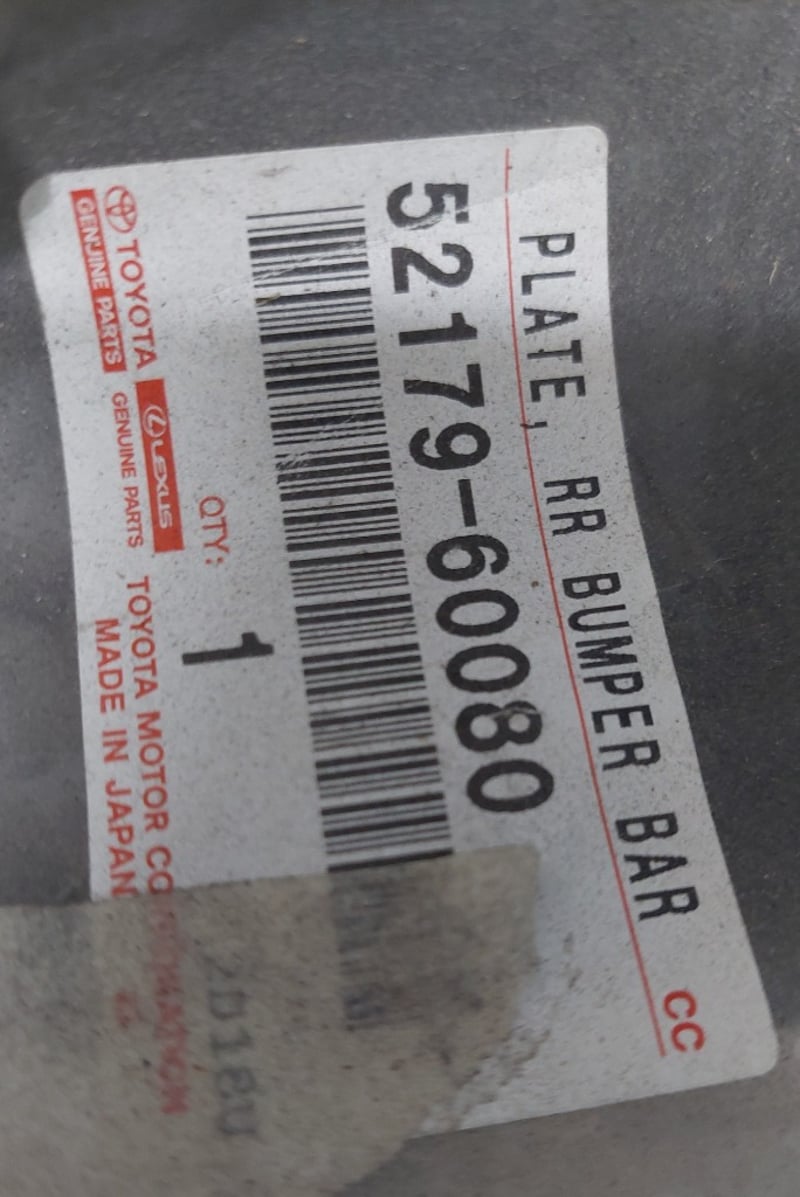 PLATE, RR BUMPER BAR CC
52179-60080
QTY: 1
TOYOTA LEXUS
GENUINE PARTS GENUINE PARTS
TOYOTA MOTOR CORPORATION
MADE IN JAPAN